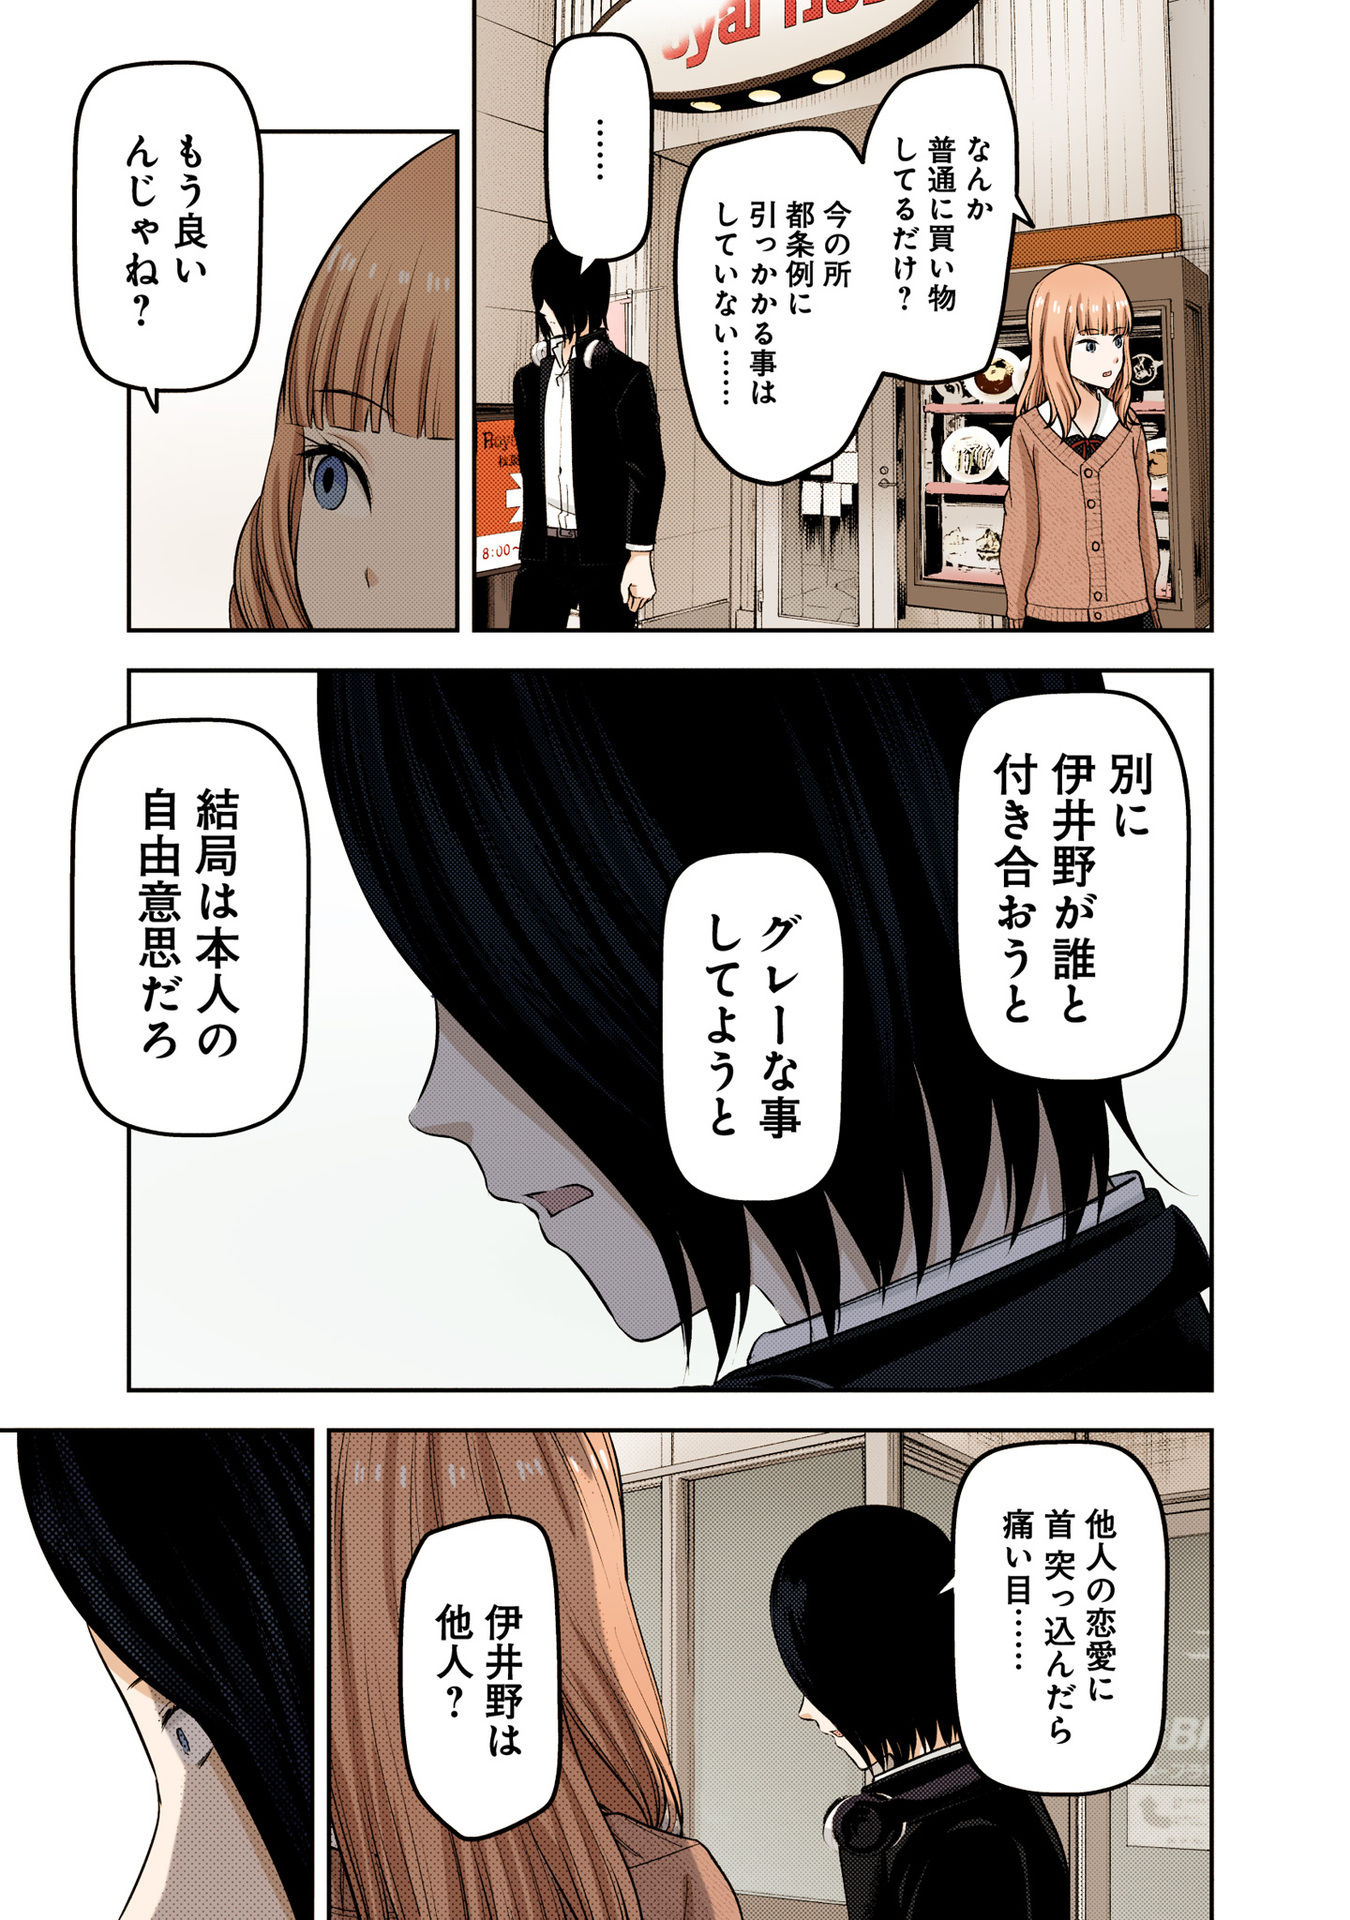 yal Host
なんか
普通に買い物
してるだけ?
今の所
都条例に
引っかかる事は
していない……
……
Roy
8:00~
もう良い
んじゃね?
別に
伊井野が誰と
付き合おうと
グレーな事
してようと
結局は本人の
自由意思だろ
他人の恋愛に
首突っ込んだら
痛い目……
伊井野は
他人?